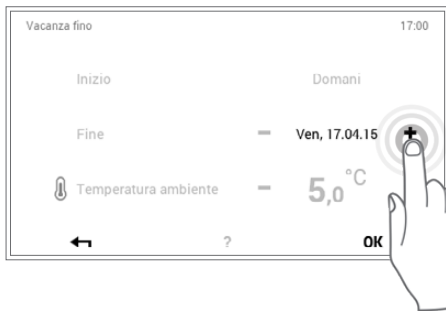 Vacanza fino 17:00
Inizio Domani
Fine − Ven, 17.04.15 +
Temperatura ambiente − 5,0 °C
? OK